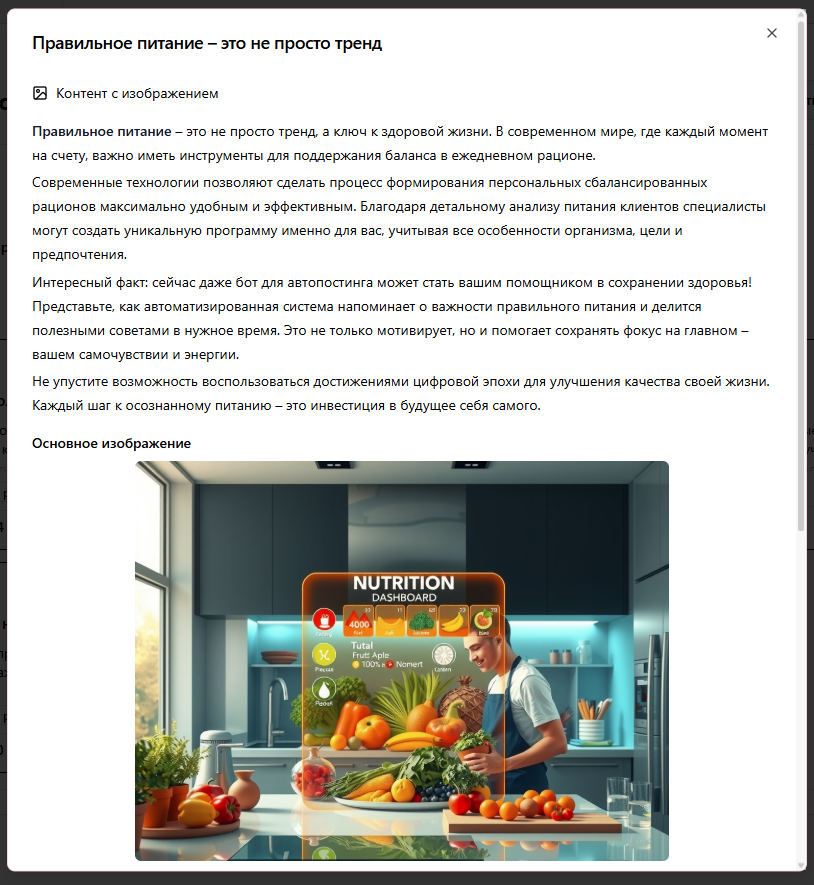 Правильное питание – это не просто тренд
Контент с изображением
Правильное питание – это не просто тренд, а ключ к здоровой жизни. В современном мире, где каждый момент
на счету, важно иметь инструменты для поддержания баланса в ежедневном рационе.
Современные технологии позволяют сделать процесс формирования персональных сбалансированных
рационов максимально удобным и эффективным. Благодаря детальному анализу питания клиентов специалисты
могут создать уникальную программу именно для вас, учитывая все особенности организма, цели и
предпочтения.
Интересный факт: сейчас даже бот для автопостинга может стать вашим помощником в сохранении здоровья!
Представьте, как автоматизированная система напоминает о важности правильного питания и делится
полезными советами в нужное время. Это не только мотивирует, но и помогает сохранять фокус на главном –
вашем самочувствии и энергии.
Не упустите возможность воспользоваться достижениями цифровой эпохи для улучшения качества своей жизни.
Каждый шаг к осознанному питанию – это инвестиция в будущее себя самого.
Основное изображение
NUTRITION
DASHBOARD
4000
Tutal
Frutt Aple
100% Nomert